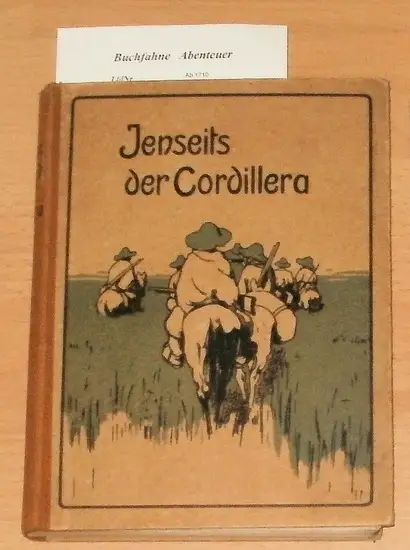 Buchfahne Abenteuer
Jenseits
der Cordillera